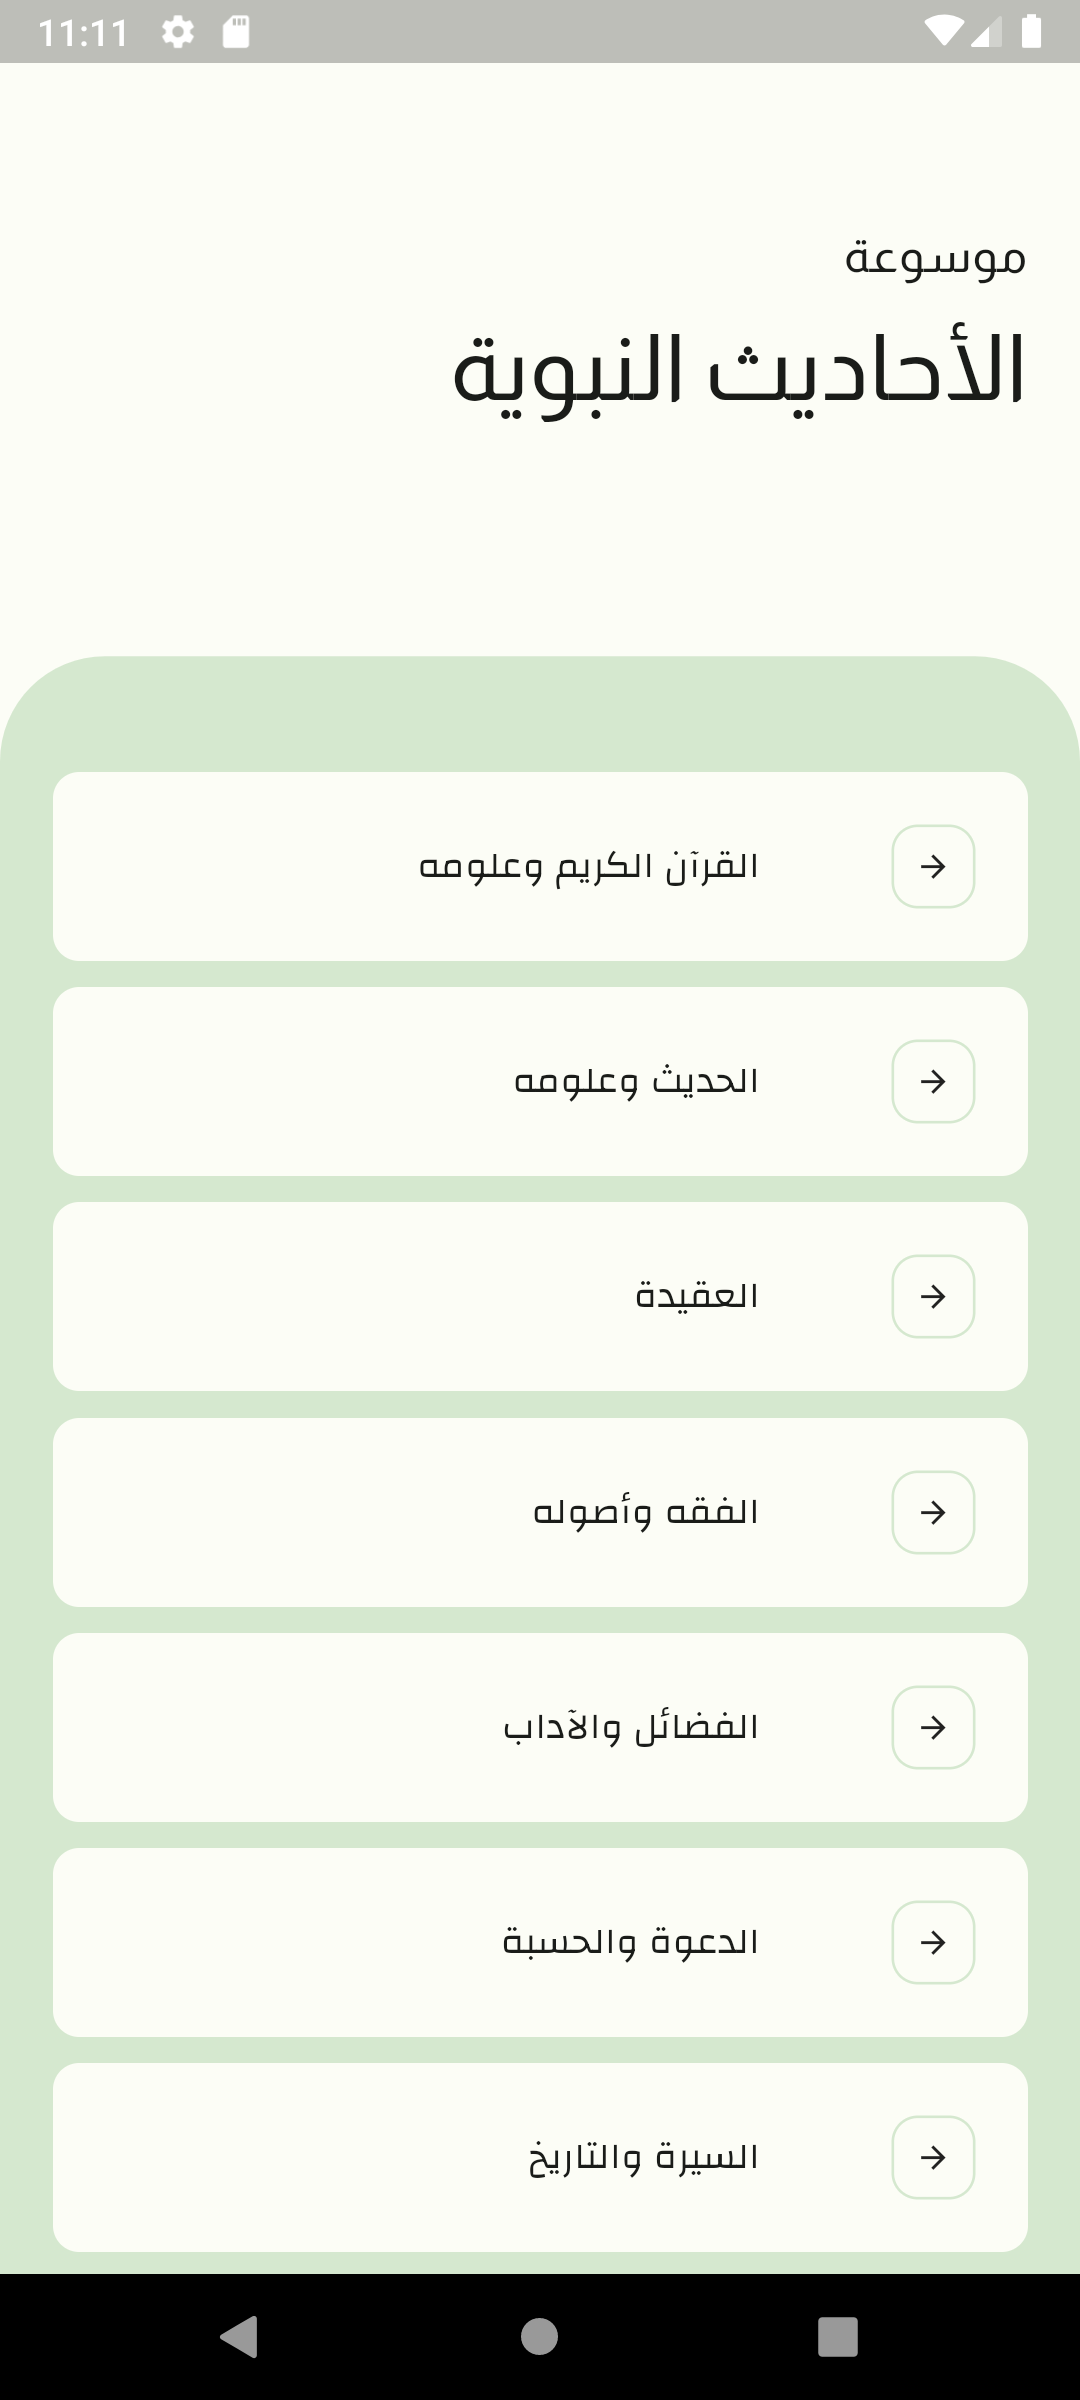 11:11
موسوعة
الأحاديث النبوية
القرآن الكريم وعلومه
الحديث وعلومه
العقيدة
الفقه وأصوله
الفضائل والآداب
الدعوة والحسبة
السيرة والتاريخ